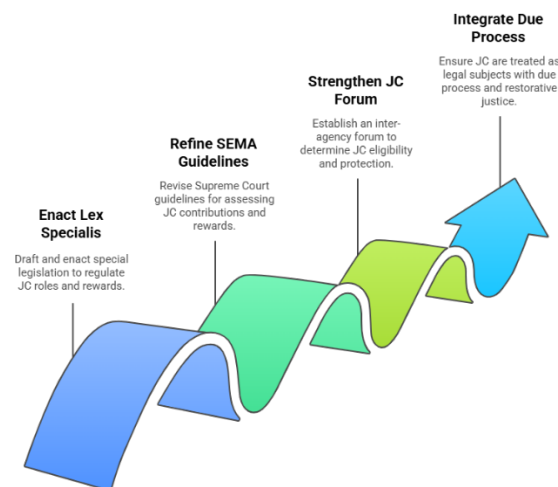 Enact Lex
Specialis
Draft and enact special
legislation to regulate
JC roles and rewards.
Refine SEMA
Guidelines
Revise Supreme Court
guidelines for assessing
JC contributions and
rewards.
Strengthen JC
Forum
Establish an inter-
agency forum to
determine JC eligibility
and protection.
Integrate Due
Process
Ensure JC are treated as
legal subjects with due
process and restorative
justice.